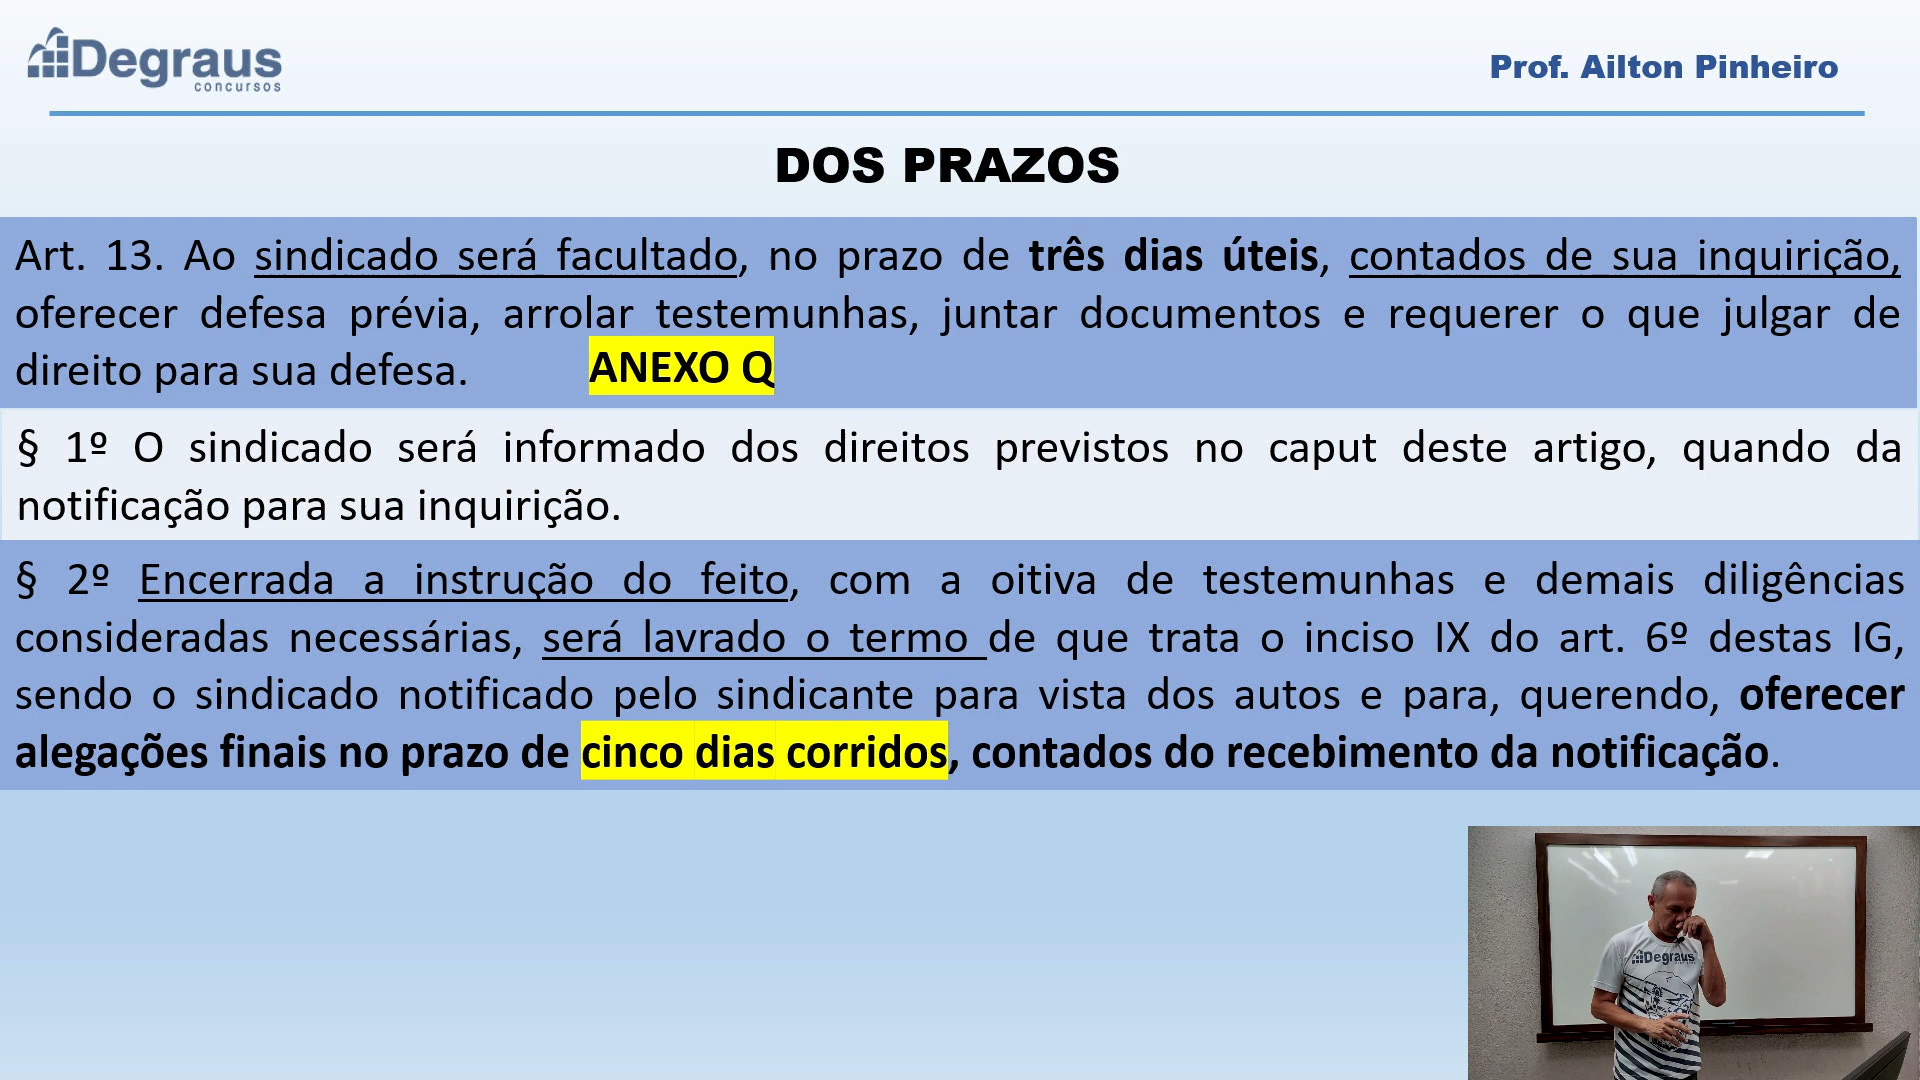 Degraus
concursos
Prof. Ailton Pinheiro
DOS PRAZOS
Art. 13. Ao sindicado será facultado, no prazo de três dias úteis, contados de sua inquirição,
oferecer defesa prévia, arrolar testemunhas, juntar documentos e requerer o que julgar de
direito para sua defesa. ANEXO Q
§ 1º O sindicado será informado dos direitos previstos no caput deste artigo, quando da
notificação para sua inquirição.
§ 2º Encerrada a instrução do feito, com a oitiva de testemunhas e demais diligências
consideradas necessárias, será lavrado o termo de que trata o inciso IX do art. 6º destas IG,
sendo o sindicado notificado pelo sindicante para vista dos autos e para, querendo, oferecer
alegações finais no prazo de cinco dias corridos, contados do recebimento da notificação.
Degraus